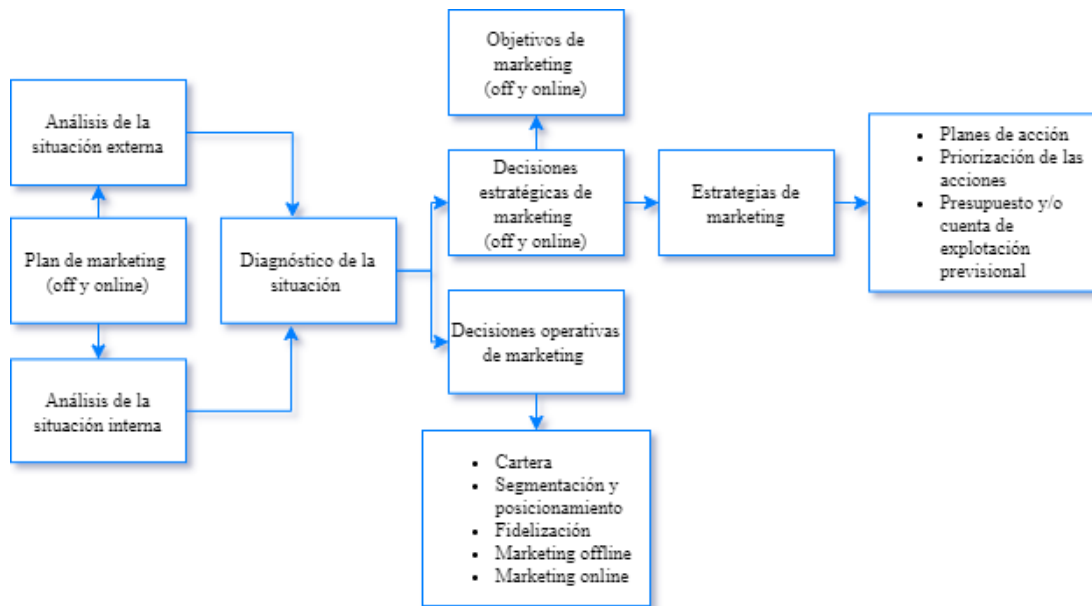 Objetivos de
marketing
(off y online)
Análisis de la
situación externa
Plan de marketing
(off y online)
Análisis de la
situación interna
Diagnóstico de la
situación
Decisiones
estratégicas de
marketing
(off y online)
Decisiones operativas
de marketing
Estrategias de
marketing
• Planes de acción
• Priorización de las
acciones
• Presupuesto y/o
cuenta de
explotación
previsional
• Cartera
• Segmentación y
posicionamiento
• Fidelización
• Marketing offline
• Marketing online